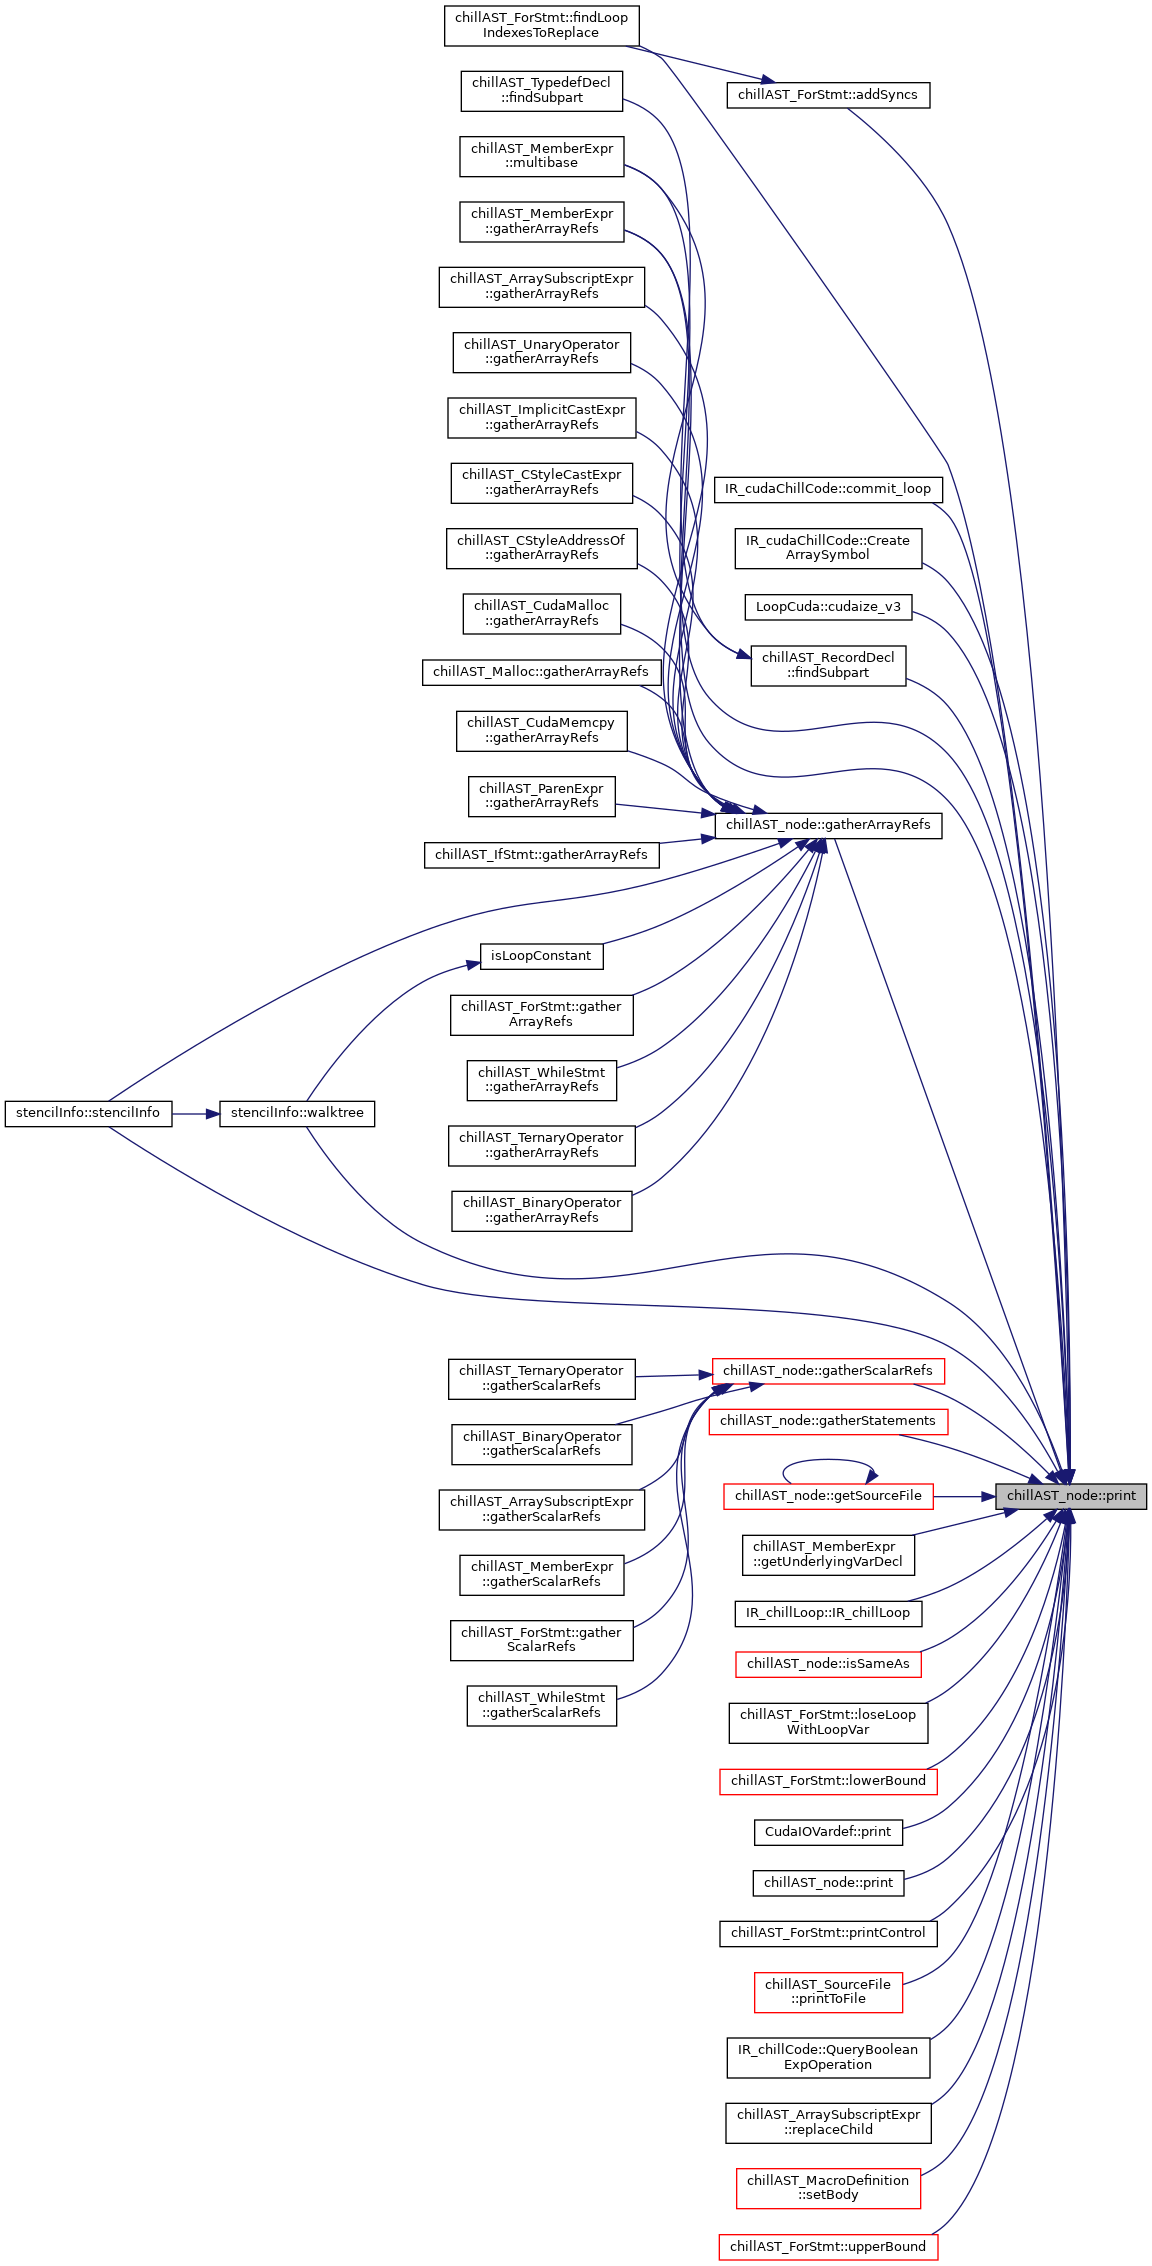 chillAST_ForStmt::findLoop
IndexesToReplace
chillAST_TypedefDecl
::findSubpart
chillAST_ForStmt::addSyncs
chillAST_MemberExpr
::multibase
chillAST_MemberExpr
::gatherArrayRefs
chillAST_ArraySubscriptExpr
::gatherArrayRefs
chillAST_UnaryOperator
::gatherArrayRefs
chillAST_ImplicitCastExpr
::gatherArrayRefs
chillAST_CStyleCastExpr
::gatherArrayRefs
IR_cudaChillCode::commit_loop
chillAST_CStyleAddressOf
::gatherArrayRefs
IR_cudaChillCode::Create
ArraySymbol
chillAST_CudaMalloc
::gatherArrayRefs
LoopCuda::cudaize_v3
chillAST_Malloc::gatherArrayRefs
chillAST_RecordDecl
::findSubpart
chillAST_CudaMemcpy
::gatherArrayRefs
chillAST_ParenExpr
::gatherArrayRefs
chillAST_node::gatherArrayRefs
chillAST_IfStmt::gatherArrayRefs
isLoopConstant
chillAST_ForStmt::gather
ArrayRefs
chillAST_WhileStmt
::gatherArrayRefs
stencilInfo::stencilInfo
stencilInfo::walktree
chillAST_TernaryOperator
::gatherArrayRefs
chillAST_BinaryOperator
::gatherArrayRefs
chillAST_TernaryOperator
::gatherScalarRefs
chillAST_node::gatherScalarRefs
chillAST_BinaryOperator
::gatherScalarRefs
chillAST_node::gatherStatements
chillAST_ArraySubscriptExpr
::gatherScalarRefs
chillAST_node::getSourceFile
chillAST_node::print
chillAST_MemberExpr
::gatherScalarRefs
chillAST_MemberExpr
::getUnderlyingVarDecl
chillAST_ForStmt::gather
ScalarRefs
IR_chillLoop::IR_chillLoop
chillAST_node::isSameAs
chillAST_WhileStmt
::gatherScalarRefs
chillAST_ForStmt::loseLoop
WithLoopVar
chillAST_ForStmt::lowerBound
CudaIOVardef::print
chillAST_node::print
chillAST_ForStmt::printControl
chillAST_SourceFile
::printToFile
IR_chillCode::QueryBoolean
ExpOperation
chillAST_ArraySubscriptExpr
::replaceChild
chillAST_MacroDefinition
::setBody
chillAST_ForStmt::upperBound